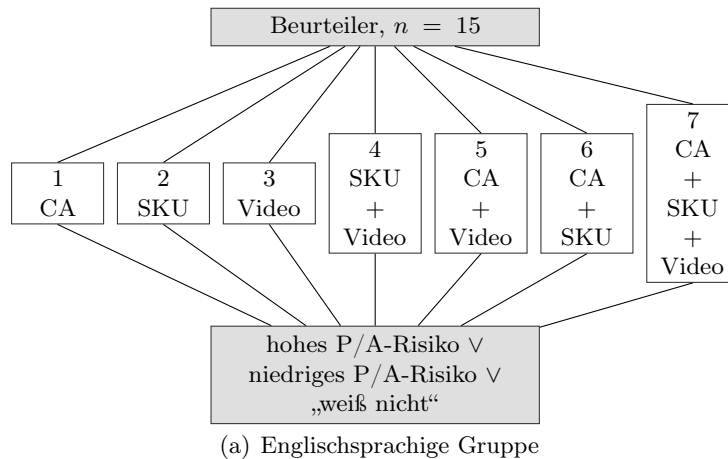 Beurteiler, n = 15
1
CA
2
SKU
3
Video
4
SKU
+
Video
5
CA
+
Video
6
CA
+
SKU
7
CA
+
SKU
+
Video
hohes P/A-Risiko ∨
niedriges P/A-Risiko ∨
„weiß nicht“
(a) Englischsprachige Gruppe